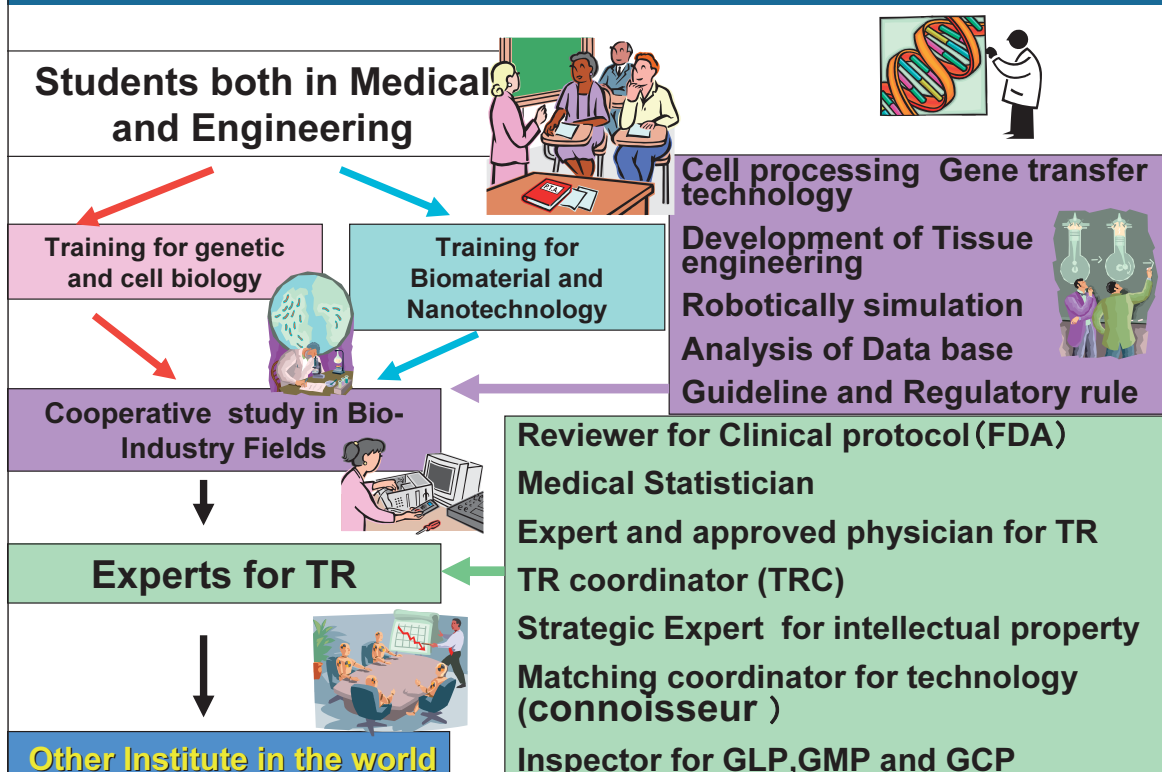 Students both in Medical
and Engineering
Training for genetic
and cell biology
Training for
Biomaterial and
Nanotechnology
Cell processing  Gene transfer
technology
Development of Tissue
engineering
Robotically simulation
Analysis of Data base
Guideline and Regulatory rule
Cooperative  study in Bio-
Industry Fields
Reviewer for Clinical protocol（FDA）
Medical Statistician
Expert and approved physician for TR
TR coordinator (TRC)
Strategic Expert  for intellectual property
Matching coordinator for technology
(connoisseur ）
Inspector for GLP,GMP and GCP
Experts for TR
Other Institute in the world